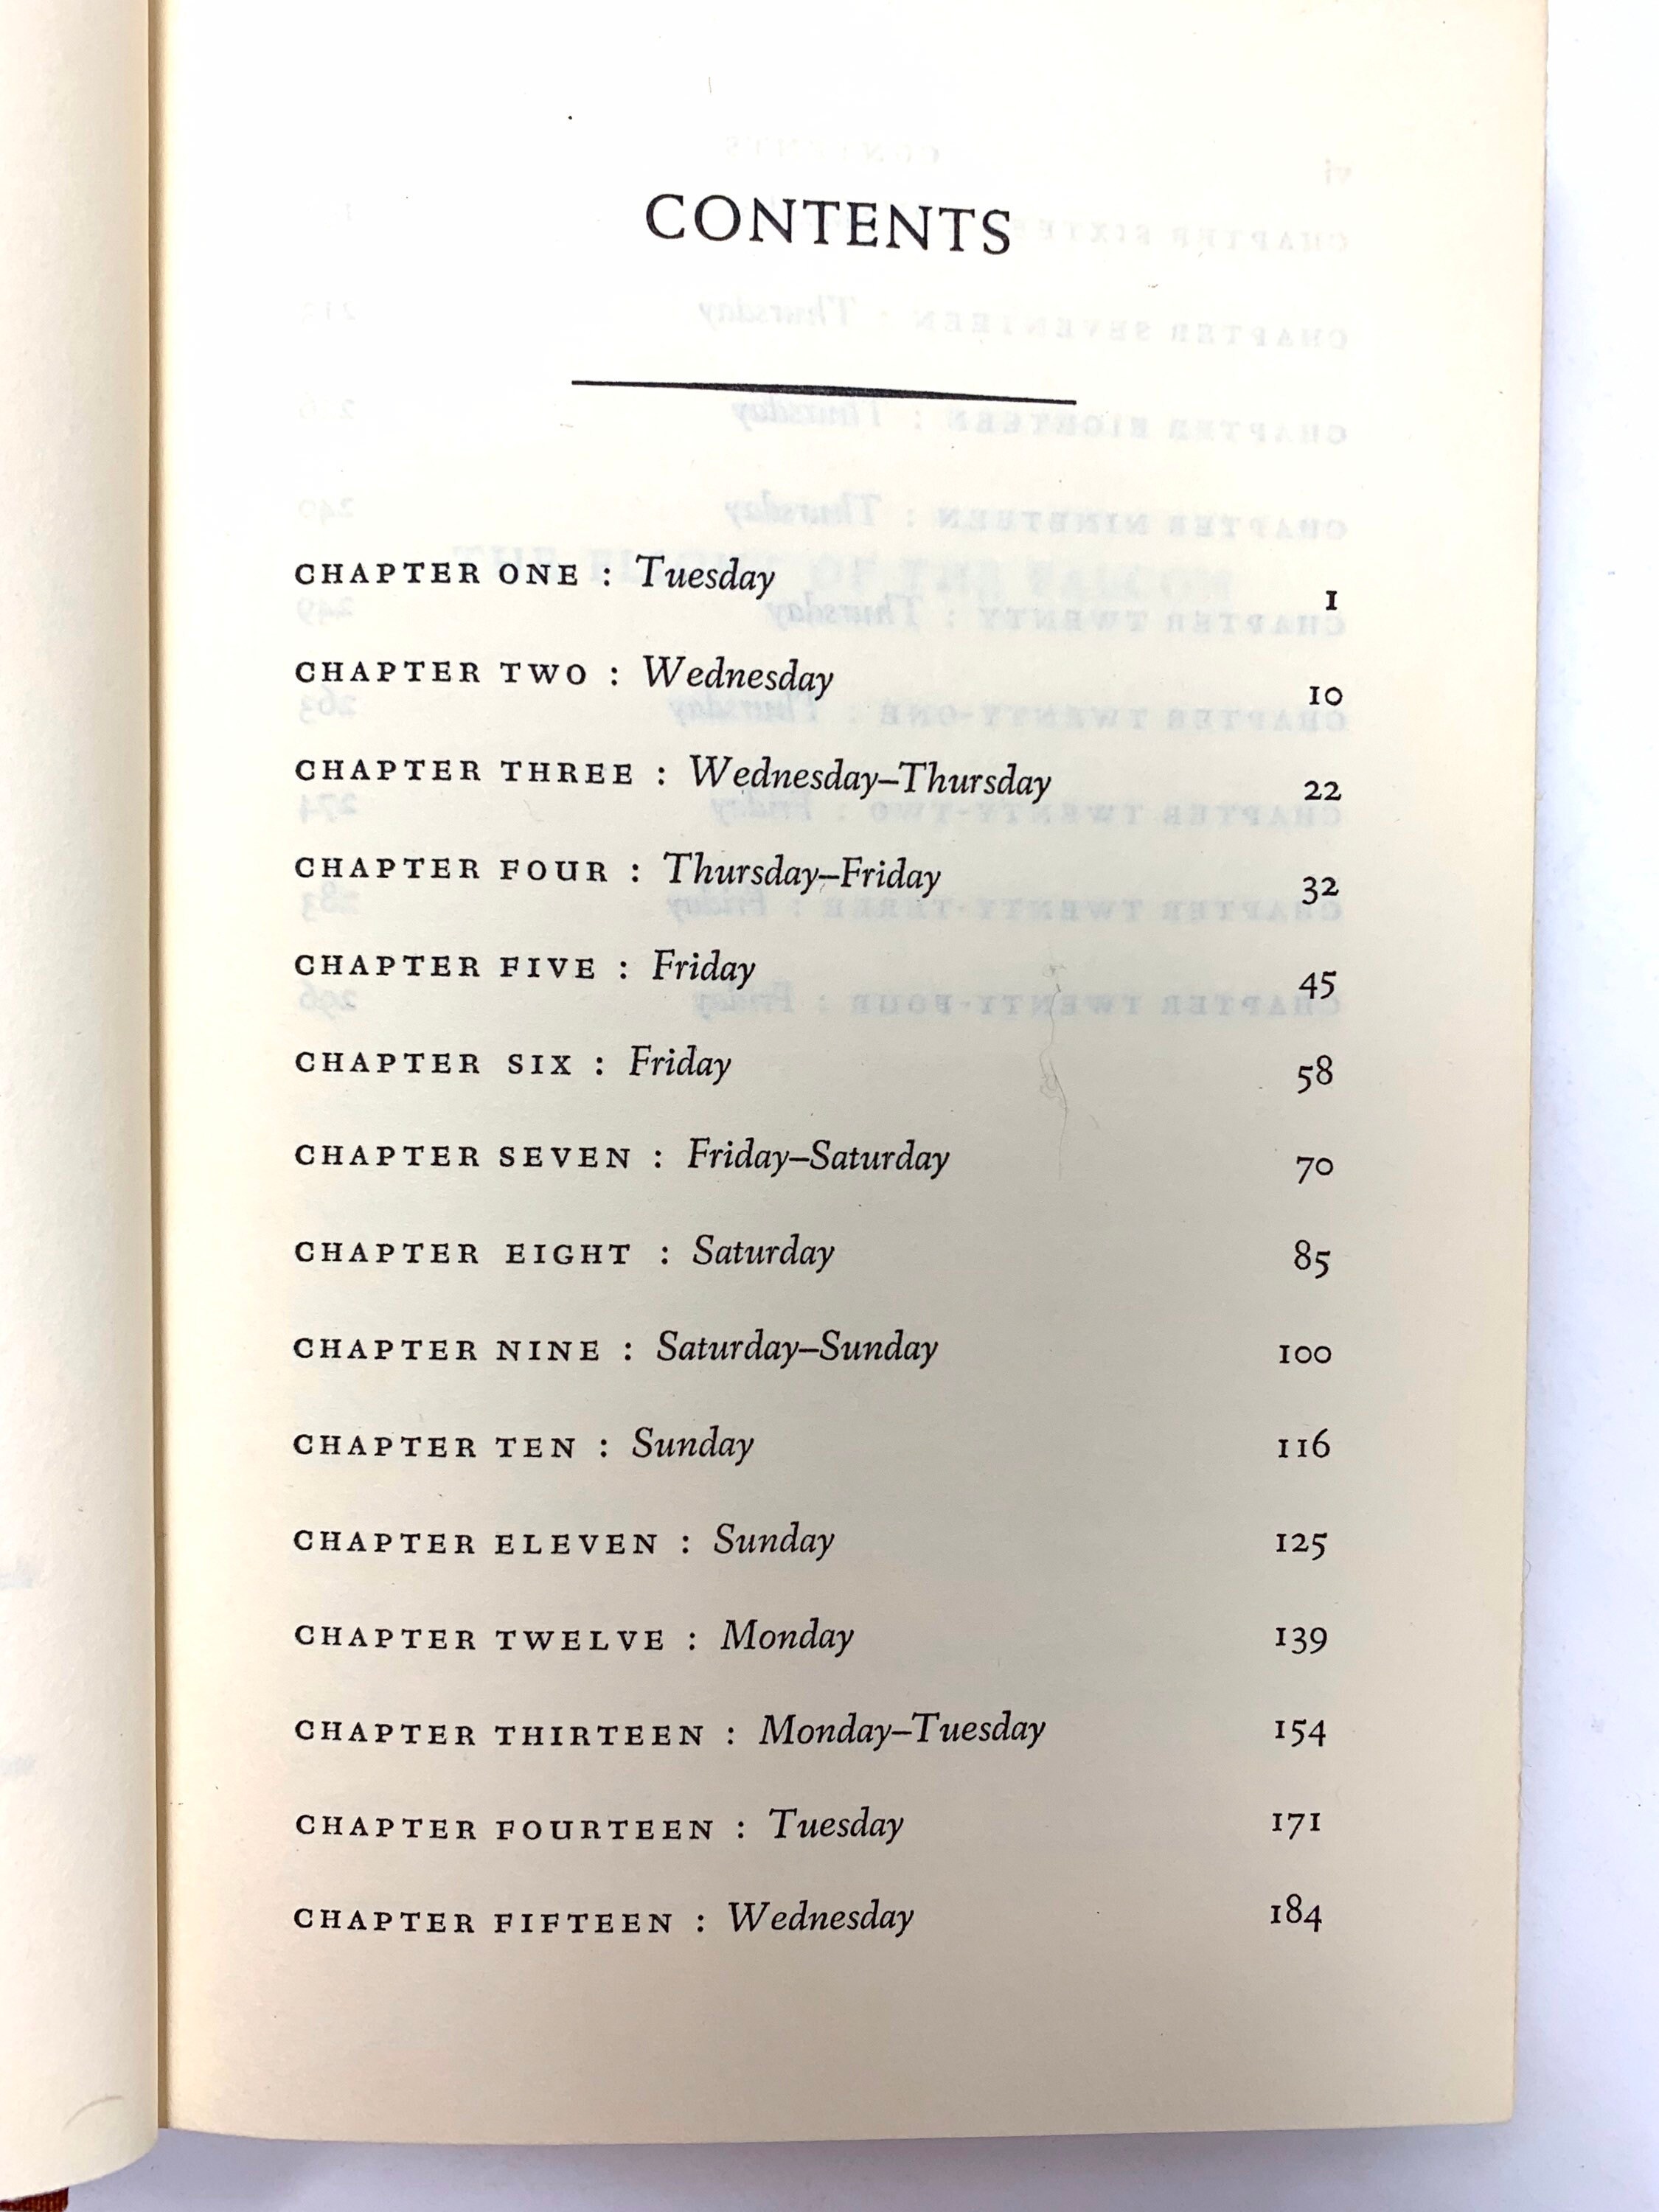 CONTENTS
CHAPTER ONE : Tuesday 1
CHAPTER TWO : Wednesday 10
CHAPTER THREE : Wednesday–Thursday 22
CHAPTER FOUR : Thursday–Friday 32
CHAPTER FIVE : Friday 45
CHAPTER SIX : Friday 58
CHAPTER SEVEN : Friday–Saturday 70
CHAPTER EIGHT : Saturday 85
CHAPTER NINE : Saturday–Sunday 100
CHAPTER TEN : Sunday 116
CHAPTER ELEVEN : Sunday 125
CHAPTER TWELVE : Monday 139
CHAPTER THIRTEEN : Monday–Tuesday 154
CHAPTER FOURTEEN : Tuesday 171
CHAPTER FIFTEEN : Wednesday 184